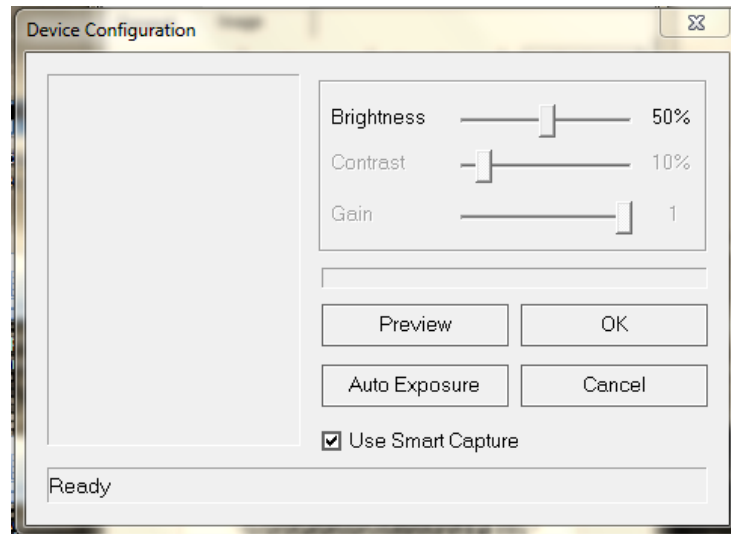 Device Configuration
Brightness 50%
Contrast 10%
Gain 1
Preview OK
Auto Exposure Cancel
Use Smart Capture
Ready